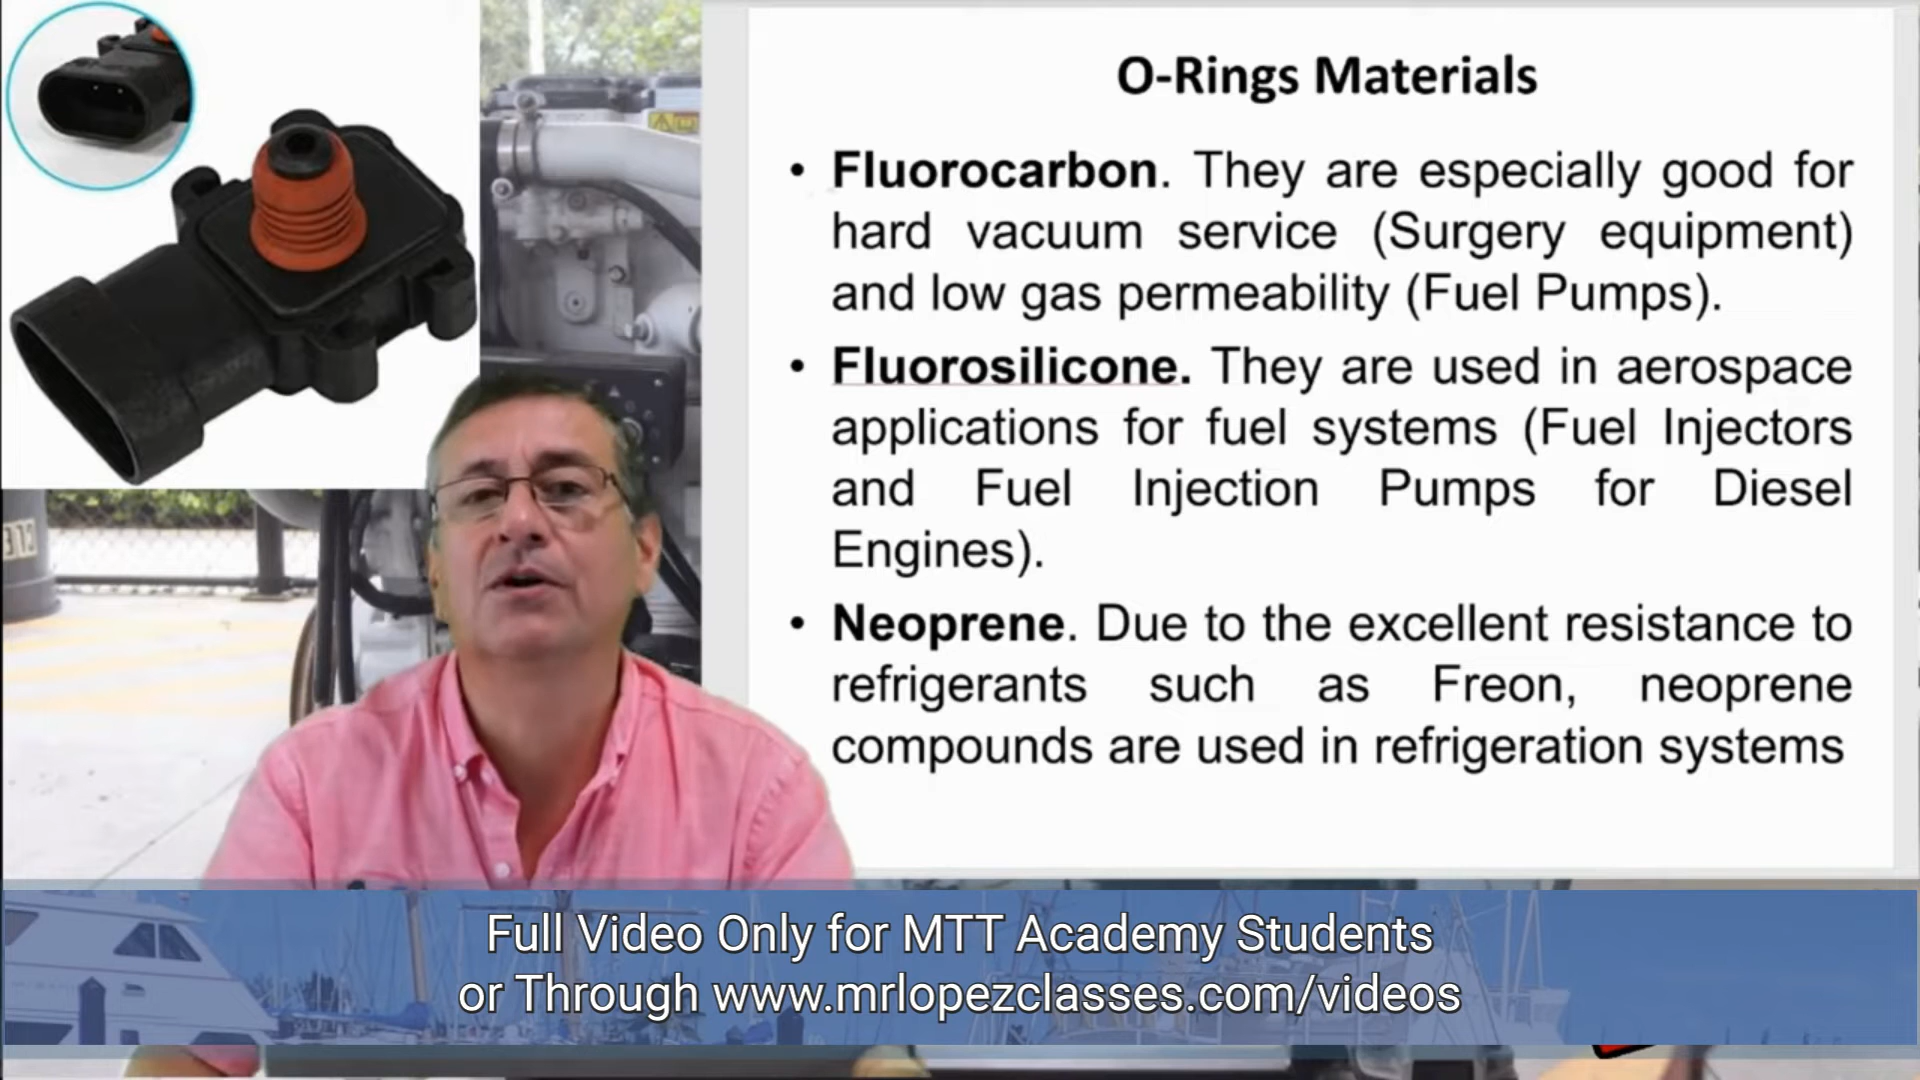 O-Rings Materials
• Fluorocarbon. They are especially good for
hard vacuum service (Surgery equipment)
and low gas permeability (Fuel Pumps).
• Fluorosilicone. They are used in aerospace
applications for fuel systems (Fuel Injectors
and Fuel Injection Pumps for Diesel
Engines).
• Neoprene. Due to the excellent resistance to
refrigerants such as Freon, neoprene
compounds are used in refrigeration systems
Full Video Only for MTT Academy Students
or Through www.mrlopezclasses.com/videos